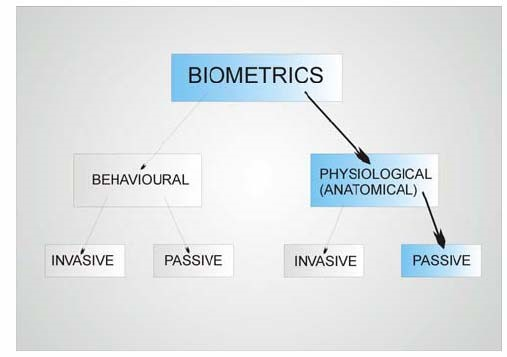 BIOMETRICS
BEHAVIOURAL
PHYSIOLOGICAL
(ANATOMICAL)
INVASIVE
PASSIVE
INVASIVE
PASSIVE